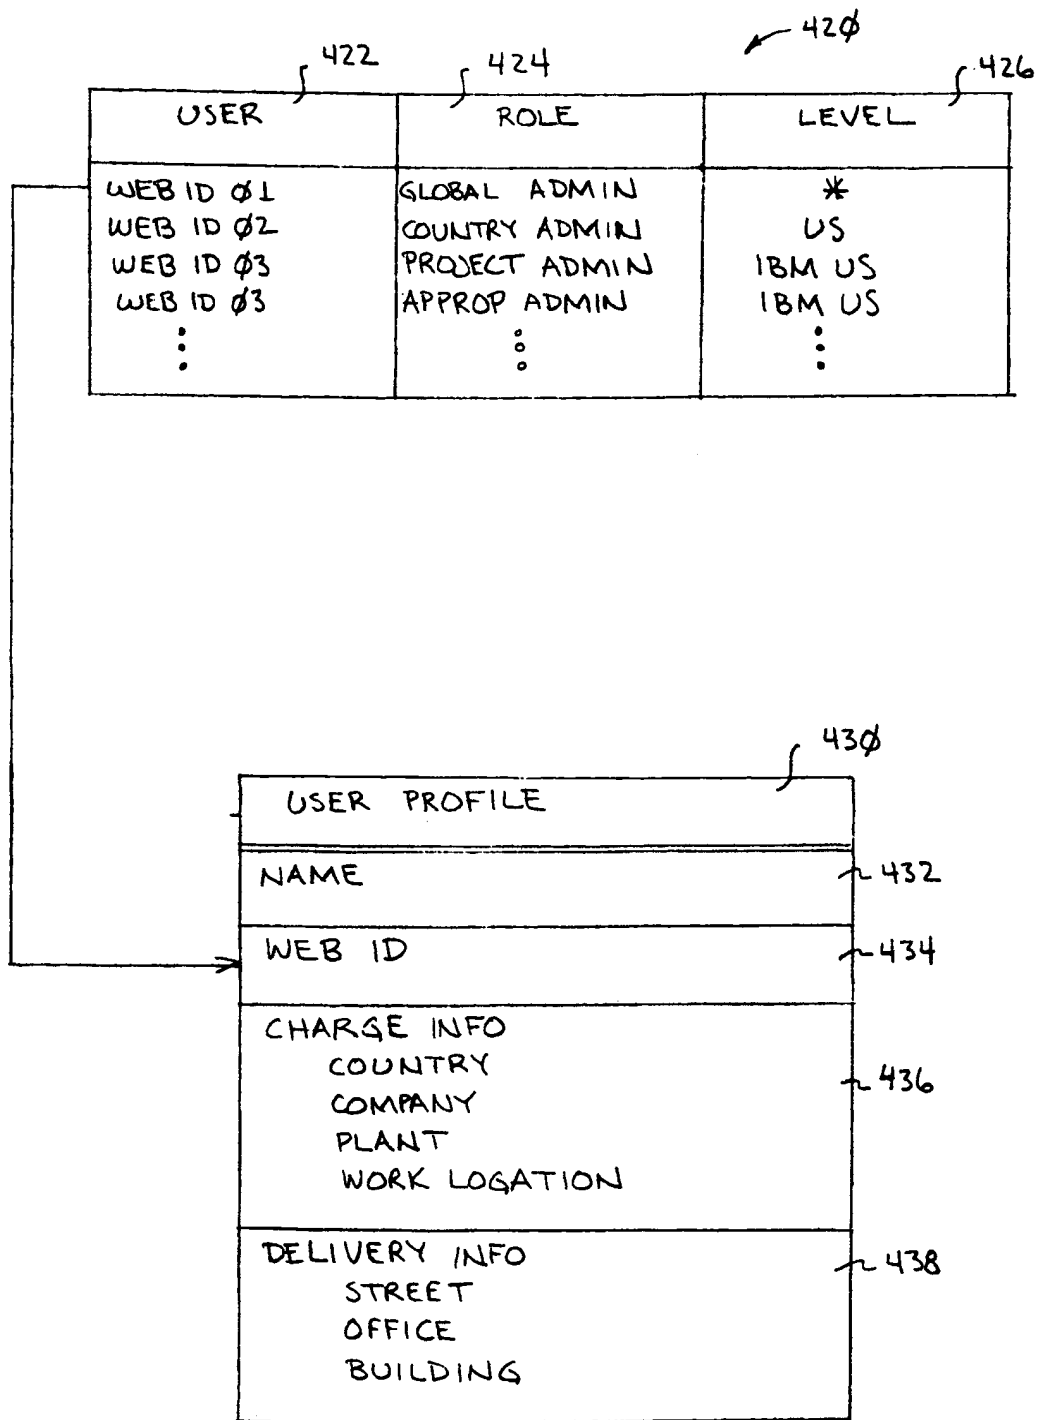 42Ø
422 424 426
USER ROLE LEVEL
WEB ID Ø1 GLOBAL ADMIN *
WEB ID Ø2 COUNTRY ADMIN US
WEB ID Ø3 PROJECT ADMIN IBM US
WEB ID Ø3 APPROP ADMIN IBM US
43Ø
USER PROFILE
NAME 432
WEB ID 434
CHARGE INFO
COUNTRY
COMPANY 436
PLANT
WORK LOGATION
DELIVERY INFO 438
STREET
OFFICE
BUILDING